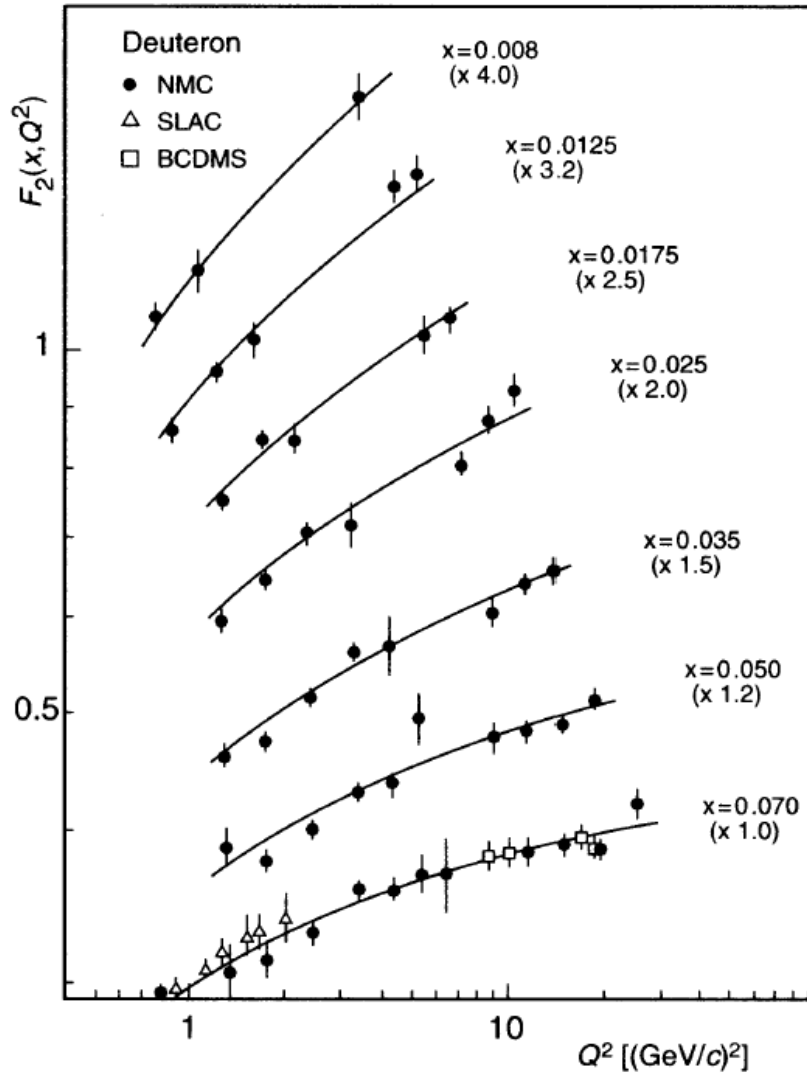 Deuteron
NMC
SLAC
BCDMS
x=0.008
(x 4.0)
x=0.0125
(x 3.2)
x=0.0175
(x 2.5)
x=0.025
(x 2.0)
x=0.035
(x 1.5)
x=0.050
(x 1.2)
x=0.070
(x 1.0)
F₂(x,Q²)
1
0.5
1
10
Q² [(GeV/c)²]